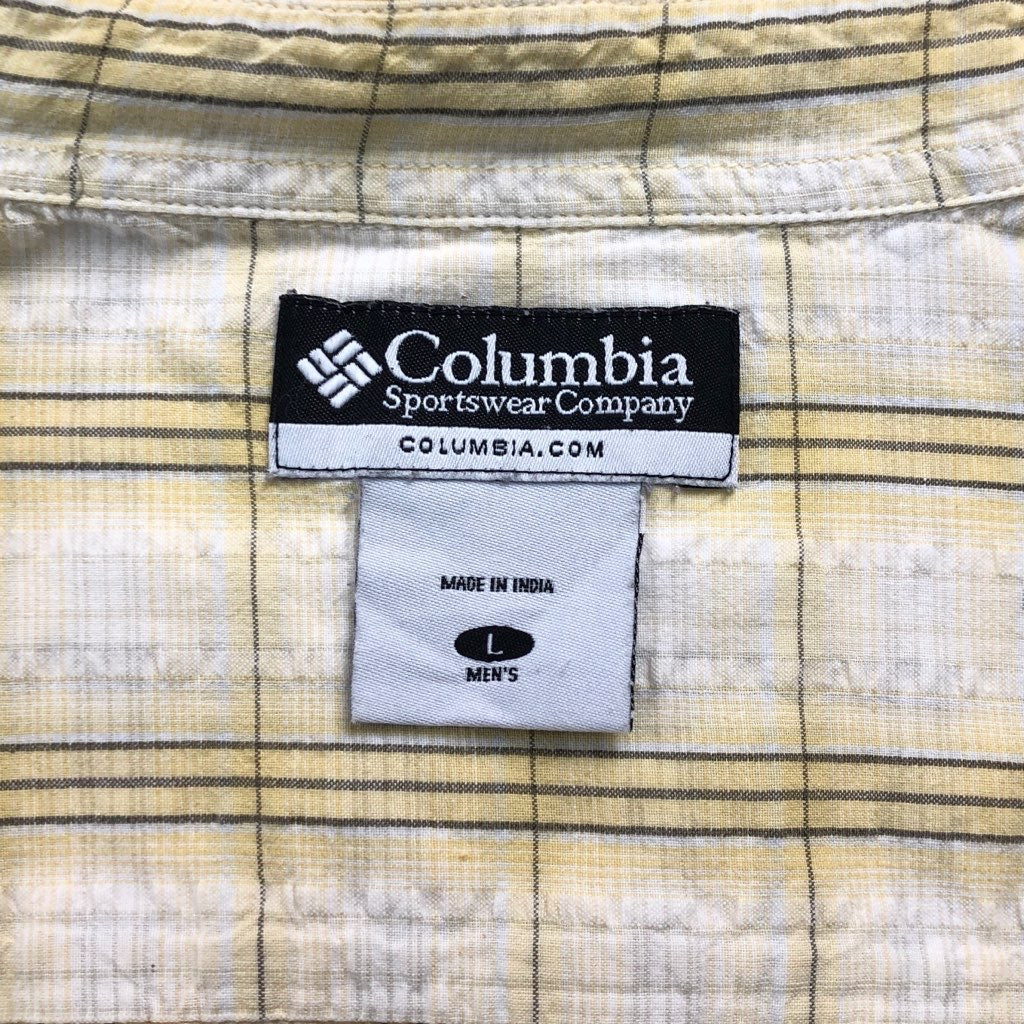 Columbia
Sportswear Company
COLUMBIA.COM
MADE IN INDIA
L
MEN'S